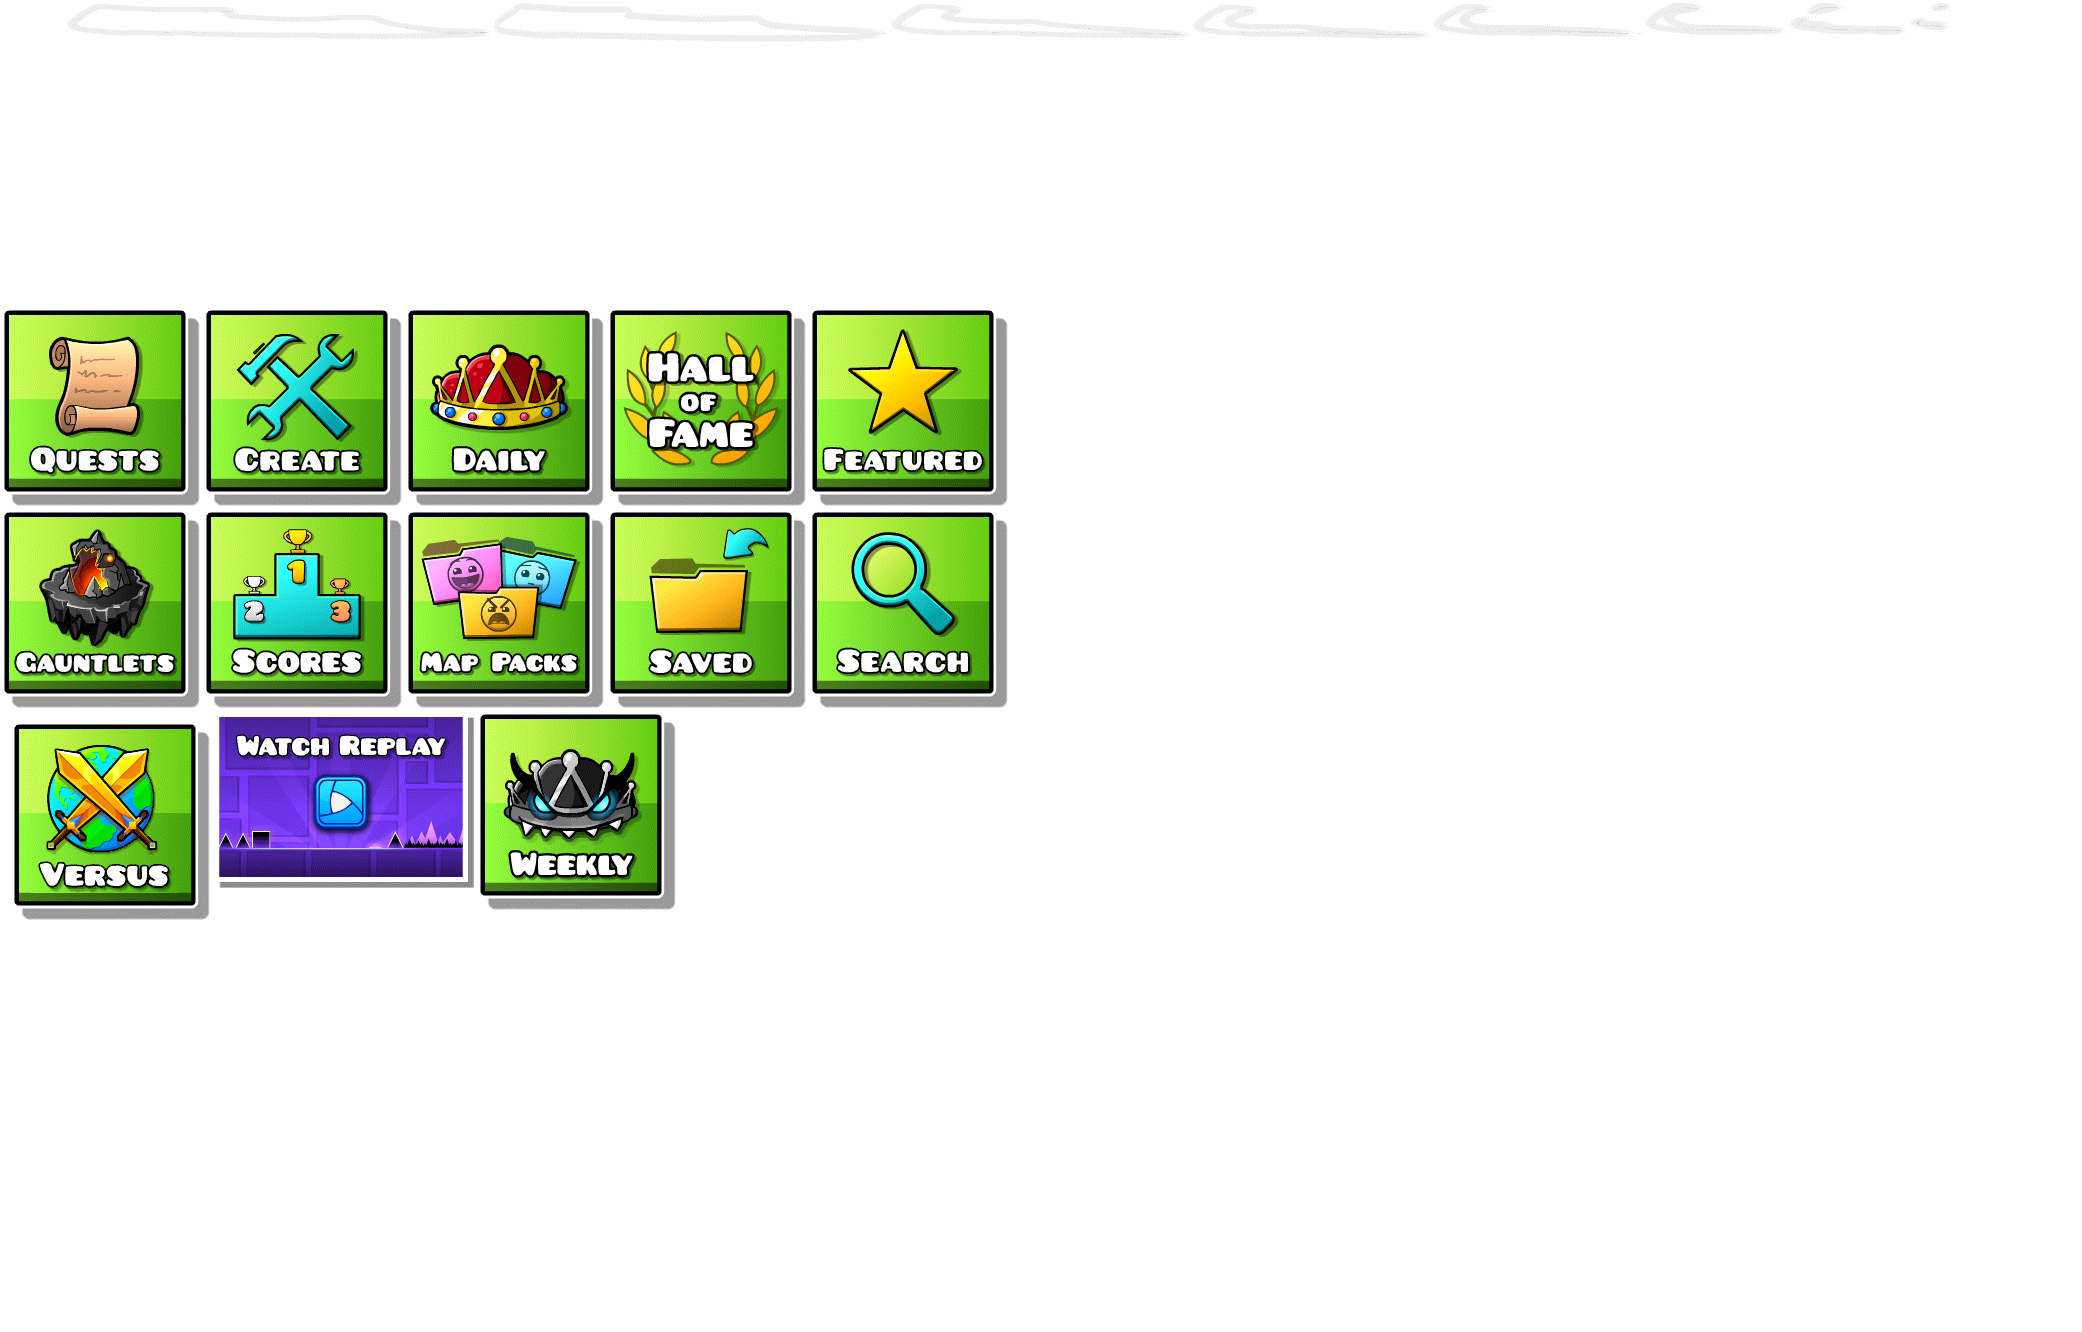 Quests
Create
Daily
Hall
of
Fame
Featured
Gauntlets
1
2
3
Scores
Map Packs
Saved
Search
Versus
Watch Replay
Weekly